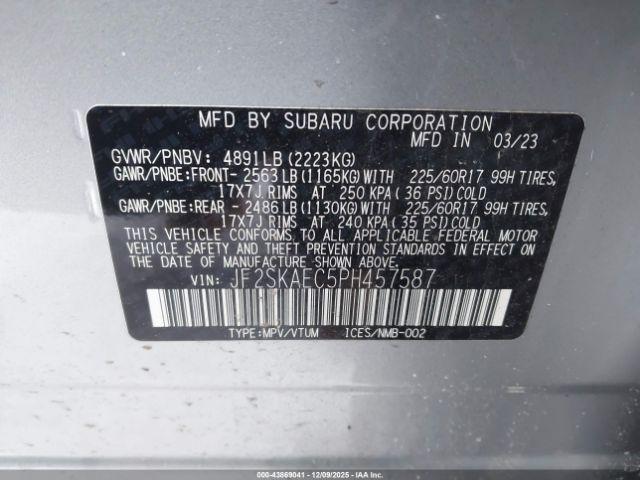 MFD BY SUBARU CORPORATION
MFD IN 03/23
GVWR/PNBV: 4891LB(2223KG)
GAWR/PNBE:FRONT- 2563LB(1165KG)WITH 225/60R17 99H TIRES,
17X7J RIMS AT 250 KPA( 36 PSI)COLD
GAWR/PNBE:REAR - 2486LB(1130KG)WITH 225/60R17 99H TIRES,
17X7J RIMS AT 240 KPA(35 PSI)COLD
THIS VEHICLE CONFORMS TO ALL APPLICABLE FEDERAL MOTOR
VEHICLE SAFETY AND THEFT PREVENTION STANDARDS IN EFFECT
ON THE DATE OF MANUFACTURE SHOWN ABOVE.
VIN: JF2SKAEC5PH457587
TYPE:MPV/VTUM ICES/NMB-002
000-43869041 | 12/09/2025 - IAAI.COM